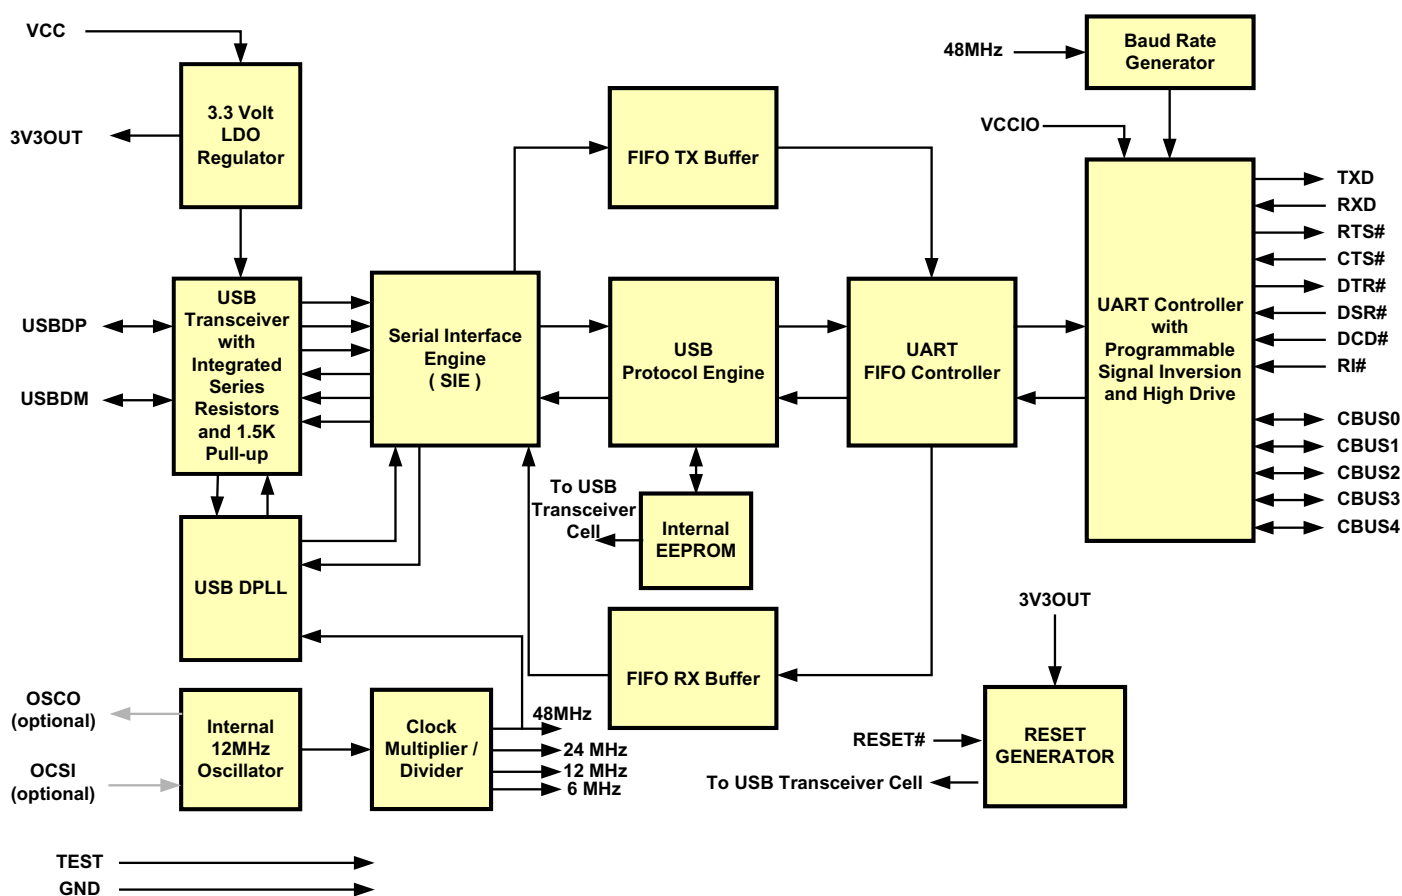 VCC
3V3OUT
3.3 Volt
LDO
Regulator
48MHz
Baud Rate
Generator
VCCIO
FIFO TX Buffer
USBDP
USBDM
USB
Transceiver
with
Integrated
Series
Resistors
and 1.5K
Pull-up
Serial Interface
Engine
( SIE )
USB
Protocol Engine
UART
FIFO Controller
UART Controller
with
Programmable
Signal Inversion
and High Drive
TXD
RXD
RTS#
CTS#
DTR#
DSR#
DCD#
RI#
CBUS0
CBUS1
CBUS2
CBUS3
CBUS4
To USB
Transceiver
Cell
Internal
EEPROM
USB DPLL
FIFO RX Buffer
3V3OUT
OSCO
(optional)
OCSI
(optional)
Internal
12MHz
Oscillator
Clock
Multiplier /
Divider
48MHz
24 MHz
12 MHz
6 MHz
RESET#
To USB Transceiver Cell
RESET
GENERATOR
TEST
GND